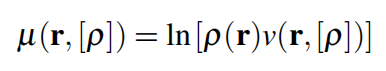 μ(r, [ρ]) = ln[ρ(r)v(r, [ρ])]